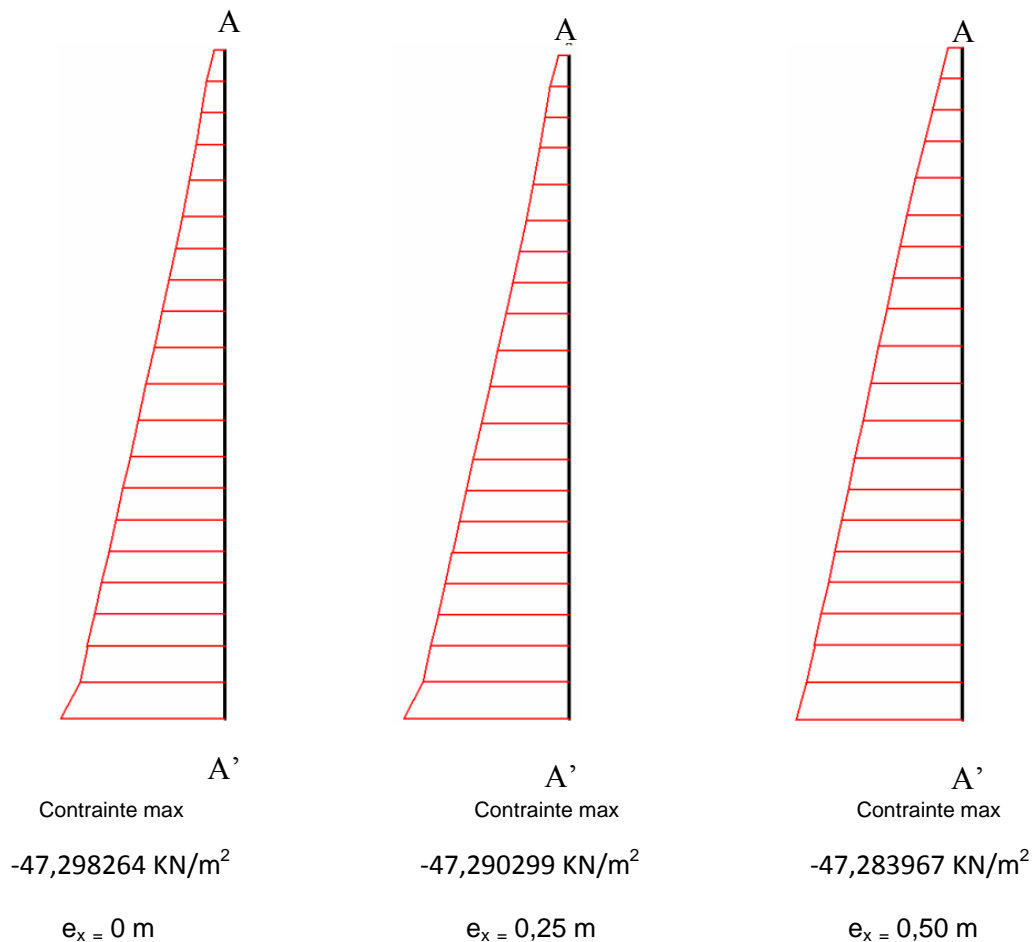 A A A
A’ A’ A’
Contrainte max Contrainte max Contrainte max
-47,298264 KN/m² -47,290299 KN/m² -47,283967 KN/m²
eₓ = 0 m eₓ = 0,25 m eₓ = 0,50 m